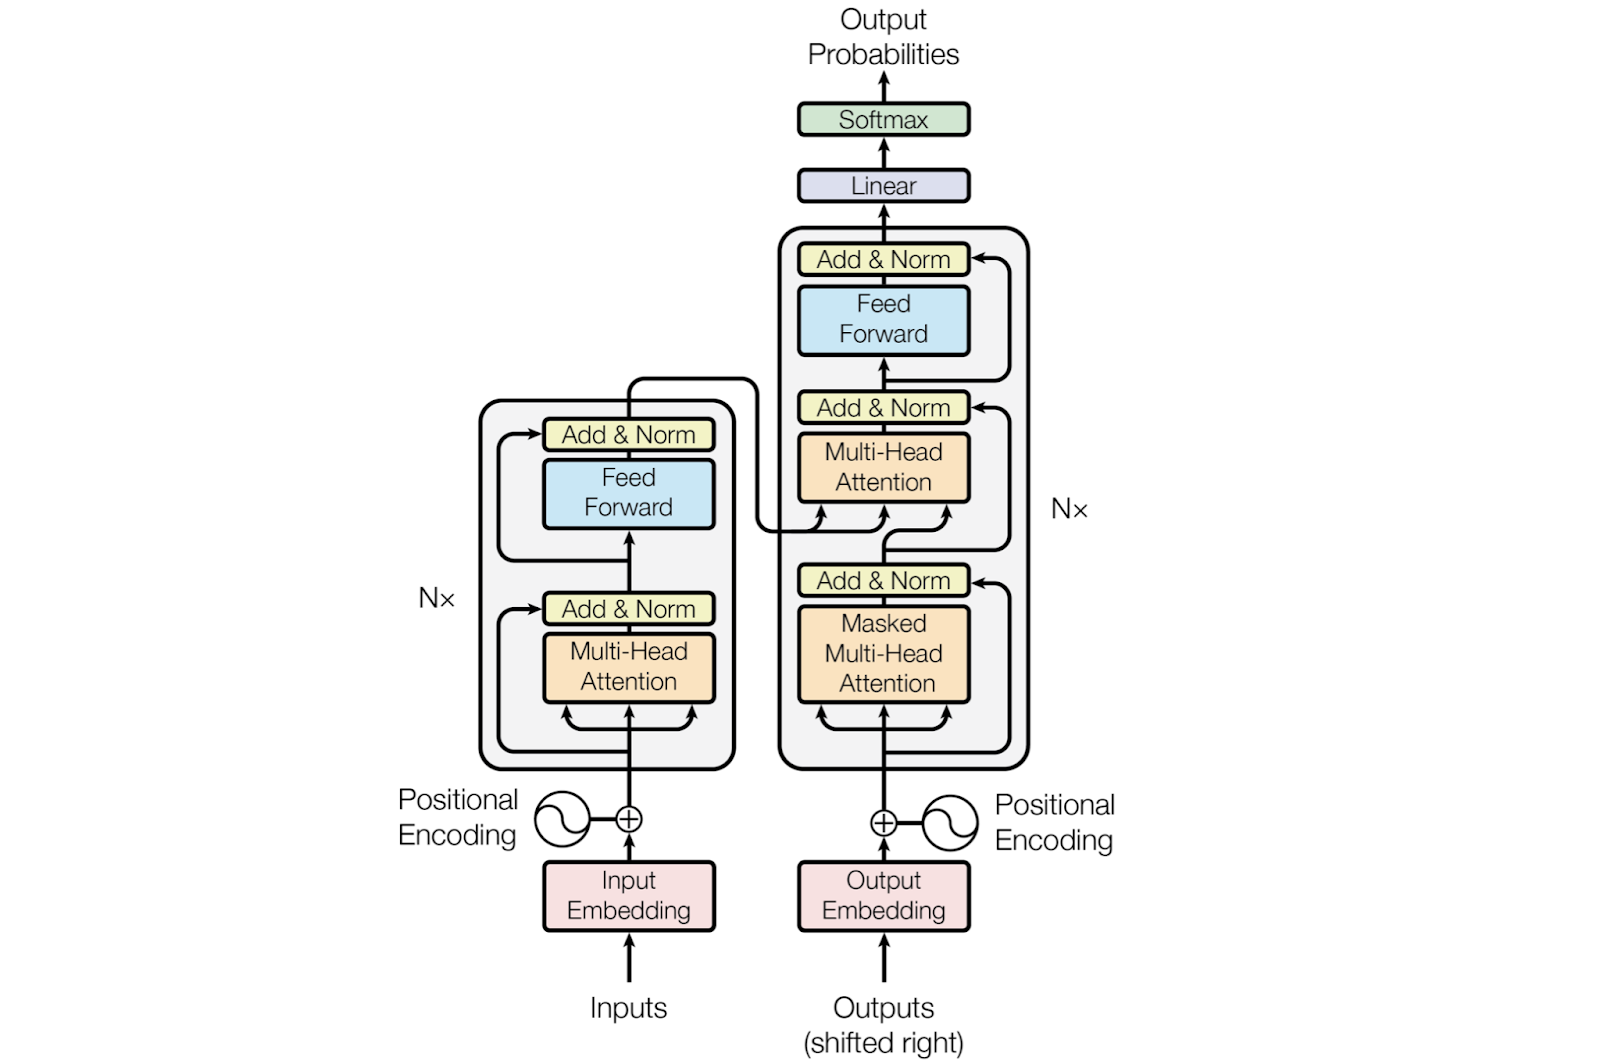 Output
Probabilities
Softmax
Linear
Add & Norm
Feed
Forward
Add & Norm
Multi-Head
Attention
N×
Add & Norm
Masked
Multi-Head
Attention
Add & Norm
Feed
Forward
N×
Add & Norm
Multi-Head
Attention
Positional
Encoding
Positional
Encoding
Input
Embedding
Output
Embedding
Inputs
Outputs
(shifted right)